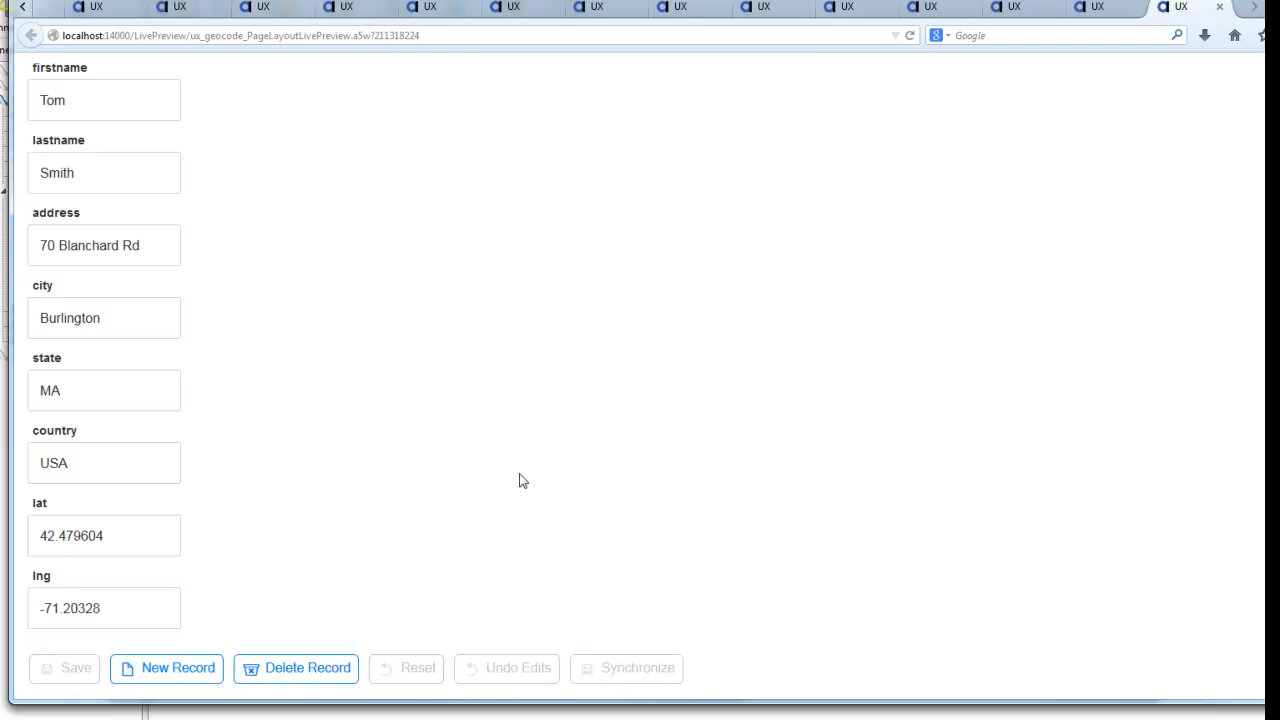 UX UX UX UX UX UX UX UX UX UX UX UX UX UX
localhost:14000/LivePreview/ux_geocode_PageLayoutLivePreview.a5w?211318224
Google
firstname
Tom
lastname
Smith
address
70 Blanchard Rd
city
Burlington
state
MA
country
USA
lat
42.479604
lng
-71.20328
Save New Record Delete Record Reset Undo Edits Synchronize